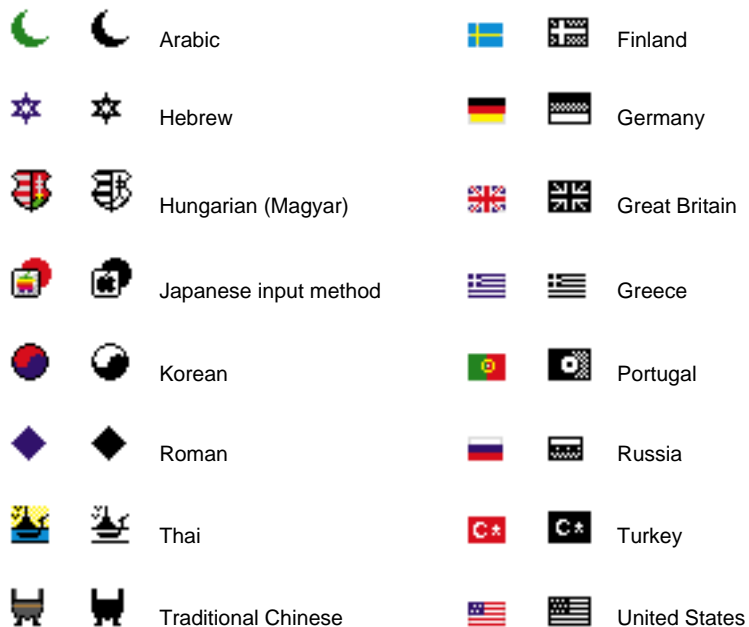 Arabic
Finland
Hebrew
Germany
Hungarian (Magyar)
Great Britain
Japanese input method
Greece
Korean
Portugal
Roman
Russia
Thai
Turkey
Traditional Chinese
United States